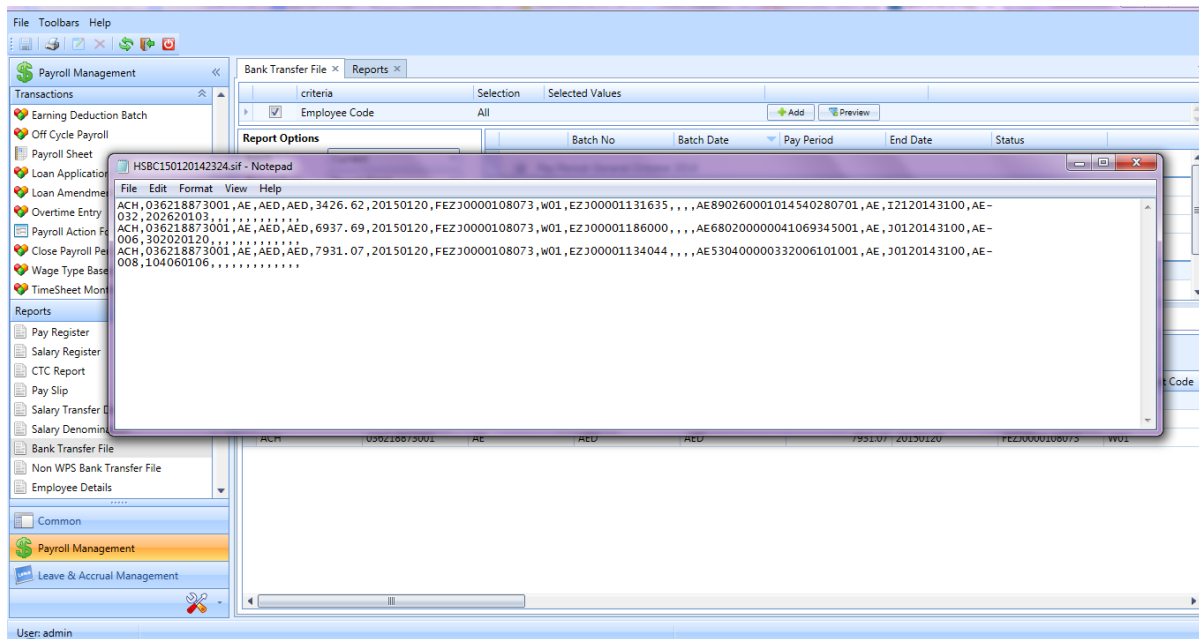 File Toolbars Help
Payroll Management
Transactions
Earning Deduction Batch
Off Cycle Payroll
Payroll Sheet
Loan Application
Loan Amendme
Overtime Entry
Payroll Action Fo
Close Payroll Pe
Wage Type Base
TimeSheet Mont
Reports
Pay Register
Salary Register
CTC Report
Pay Slip
Salary Transfer D
Salary Denomina
Bank Transfer File
Non WPS Bank Transfer File
Employee Details
Common
Payroll Management
Leave & Accrual Management
User: admin
Bank Transfer File Reports
criteria Selection Selected Values
Employee Code All Add Preview
Report Options
Batch No Batch Date Pay Period End Date Status
HSBC150120142324.sif - Notepad
File Edit Format View Help
ACH,036218873001,AE,AED,AED,3426.62,20150120,FEZJ0000108073,W01,EZJ00001131635,,,,AE890260001014540280701,AE,I2120143100,AE-
032,202620103,,,,,,,,,,,,,
ACH,036218873001,AE,AED,AED,6937.69,20150120,FEZJ0000108073,W01,EZJ00001186000,,,,AE680200000041069345001,AE,J0120143100,AE-
006,302020120,,,,,,,,,,,,,
ACH,036218873001,AE,AED,AED,7931.07,20150120,FEZJ0000108073,W01,EZJ00001134044,,,,AE530400000332006101001,AE,J0120143100,AE-
008,104060106,,,,,,,,,,,,,
t Code
ACH 036218873001 AE AED AED 7931.07 20150120 FEZJ0000108073 W01